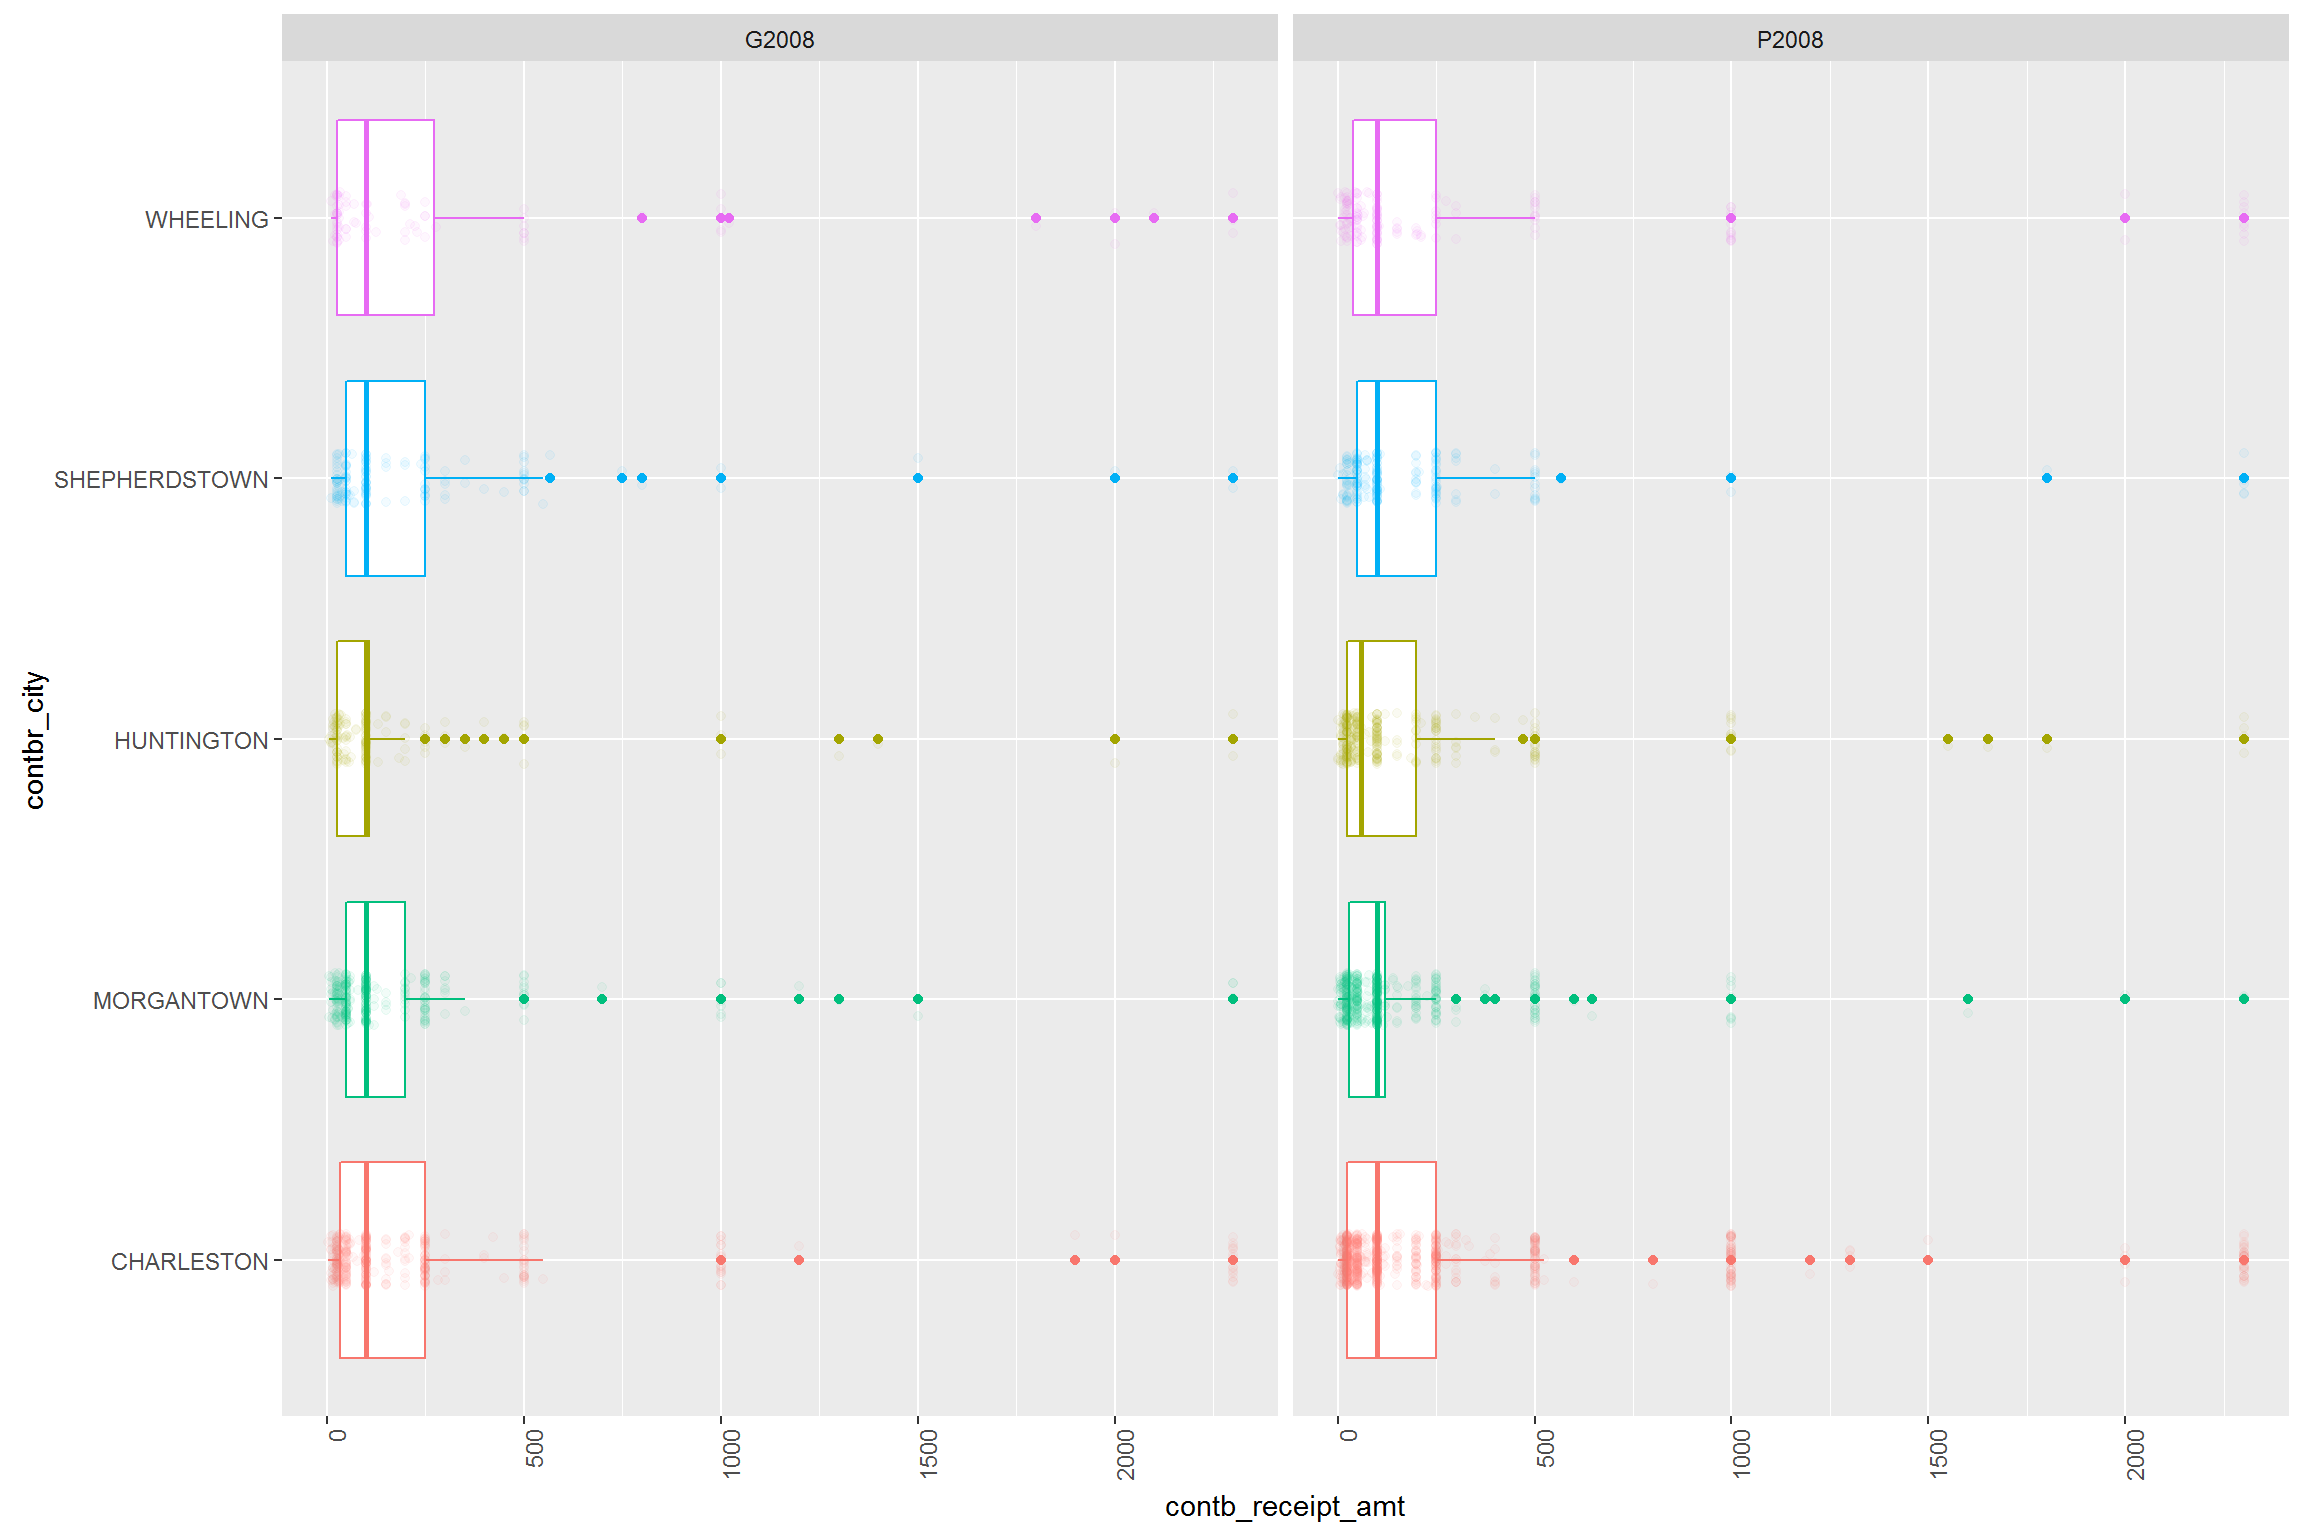 G2008
P2008
WHEELING
SHEPHERDSTOWN
HUNTINGTON
MORGANTOWN
CHARLESTON
contbr_city
0 500 1000 1500 2000
0 500 1000 1500 2000
contb_receipt_amt